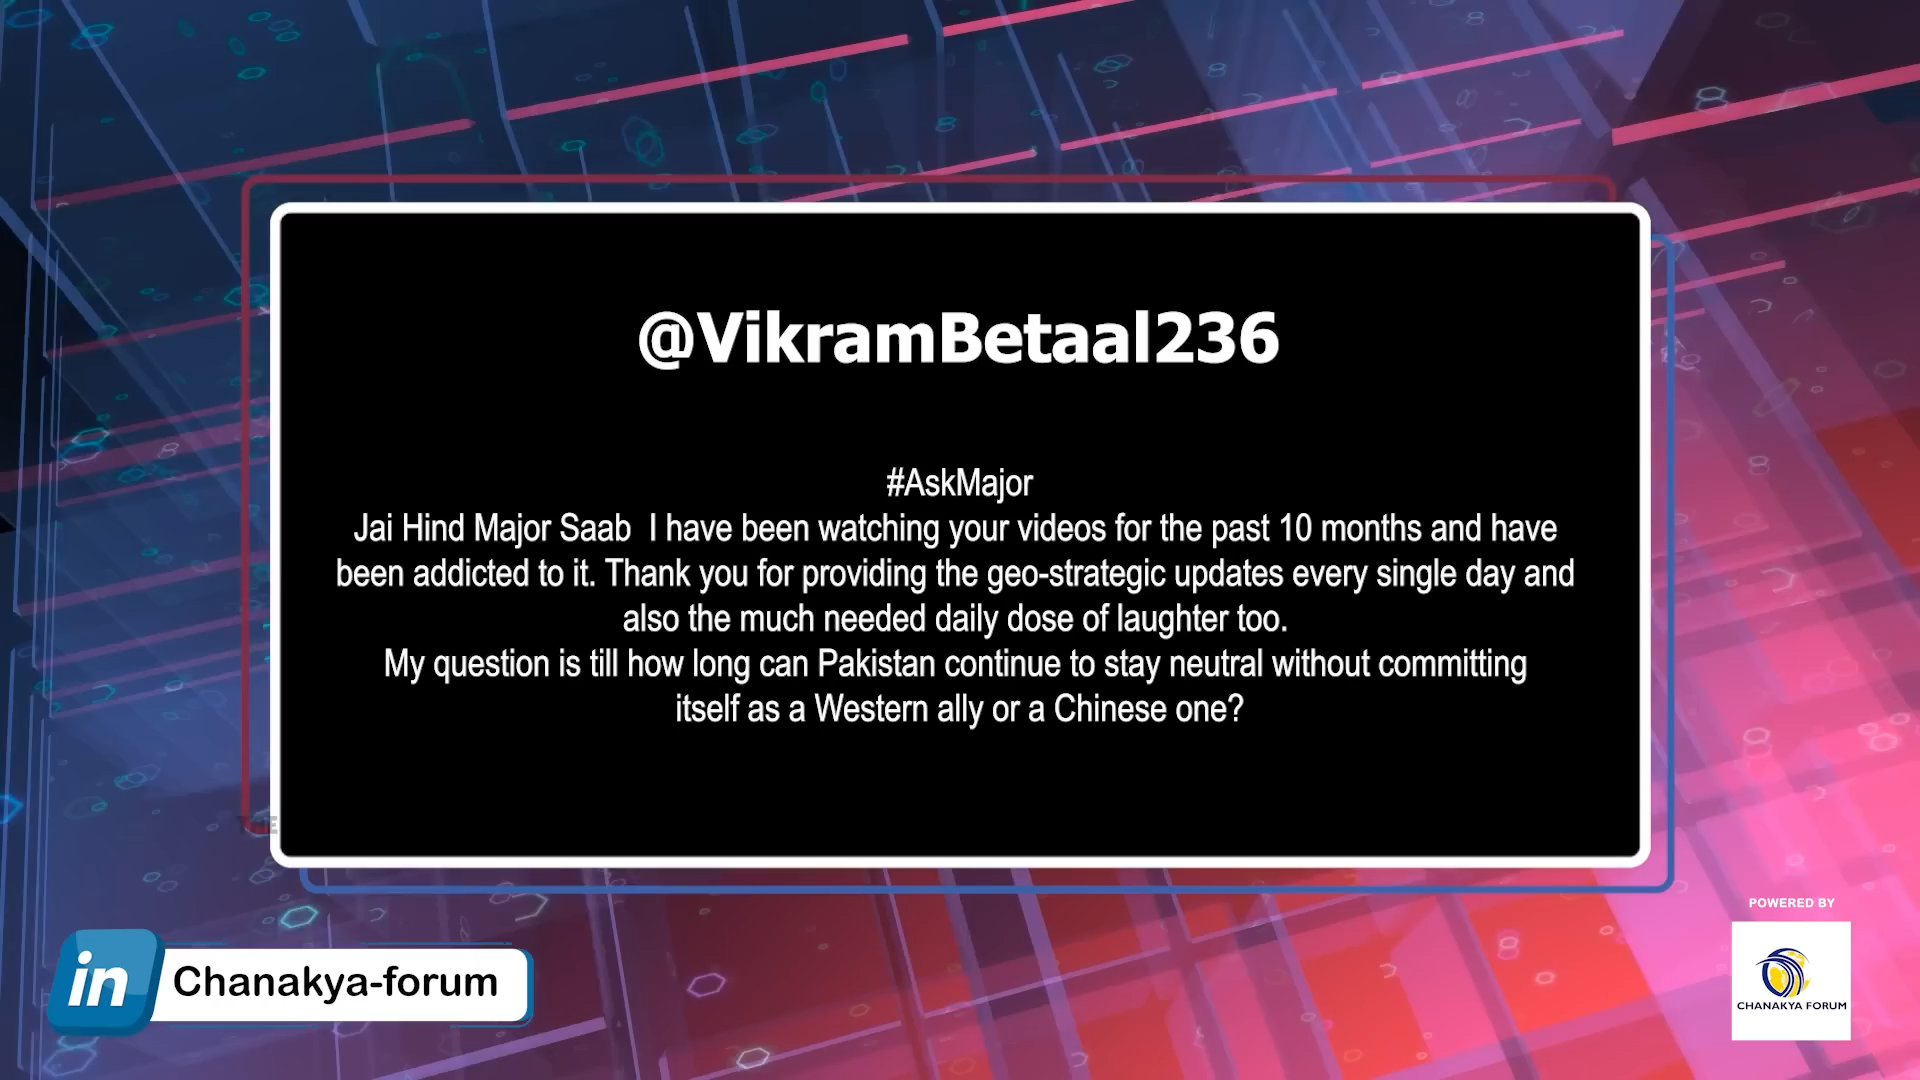 @VikramBetaal236
#AskMajor
Jai Hind Major Saab  I have been watching your videos for the past 10 months and have
been addicted to it. Thank you for providing the geo-strategic updates every single day and
also the much needed daily dose of laughter too.
My question is till how long can Pakistan continue to stay neutral without committing
itself as a Western ally or a Chinese one?
in Chanakya-forum
POWERED BY
CHANAKYA FORUM